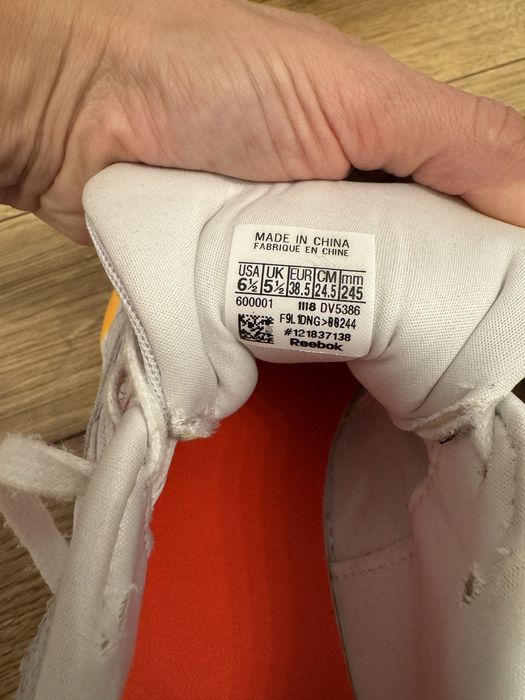 MADE IN CHINA
FABRIQUÉ EN CHINE
USA UK EUR CM mm
6½ 5½ 38.5 24.5 245
600001 1118 DV5386
F9L1DNG>00244
#121837138
Reebok